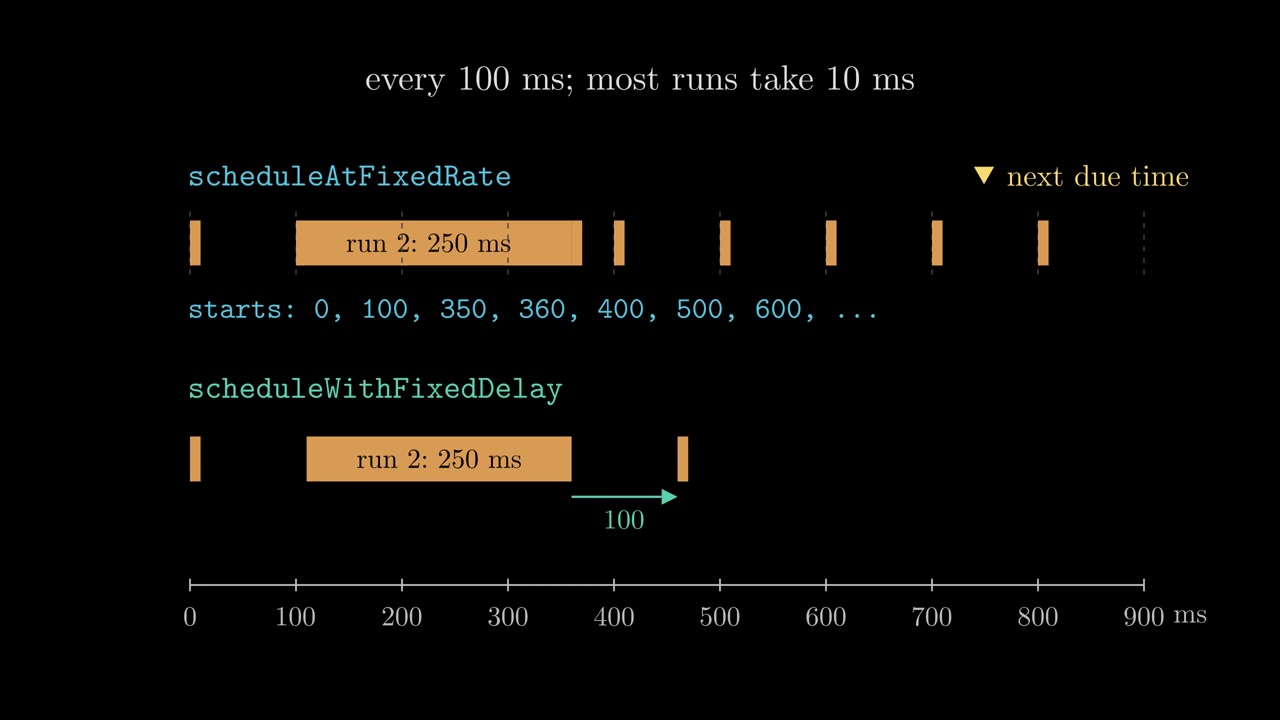 every 100 ms; most runs take 10 ms
scheduleAtFixedRate
next due time
run 2: 250 ms
starts: 0, 100, 350, 360, 400, 500, 600, ...
scheduleWithFixedDelay
run 2: 250 ms
100
0 100 200 300 400 500 600 700 800 900 ms